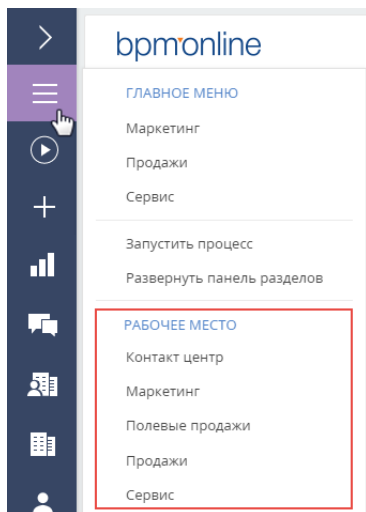 bpm'online
ГЛАВНОЕ МЕНЮ
Маркетинг
Продажи
Сервис
Запустить процесс
Развернуть панель разделов
РАБОЧЕЕ МЕСТО
Контакт центр
Маркетинг
Полевые продажи
Продажи
Сервис